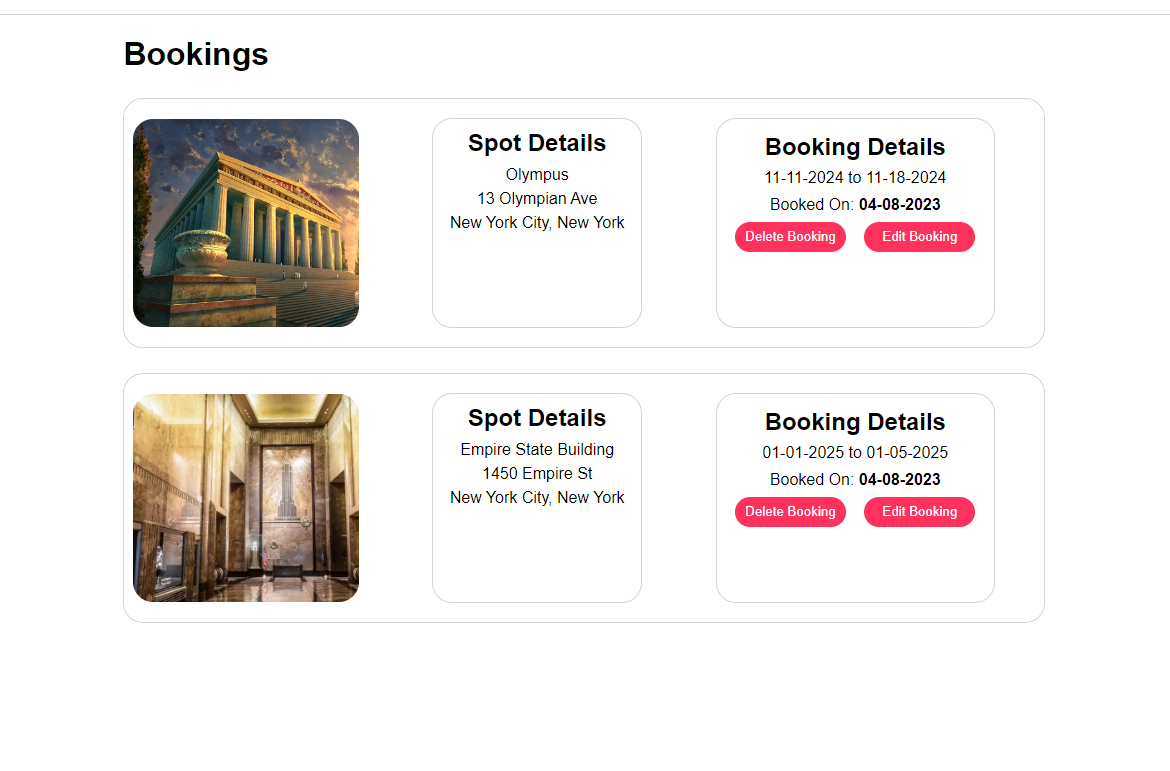 Bookings
Spot Details
Olympus
13 Olympian Ave
New York City, New York
Booking Details
11-11-2024 to 11-18-2024
Booked On: 04-08-2023
Delete Booking Edit Booking
Spot Details
Empire State Building
1450 Empire St
New York City, New York
Booking Details
01-01-2025 to 01-05-2025
Booked On: 04-08-2023
Delete Booking Edit Booking